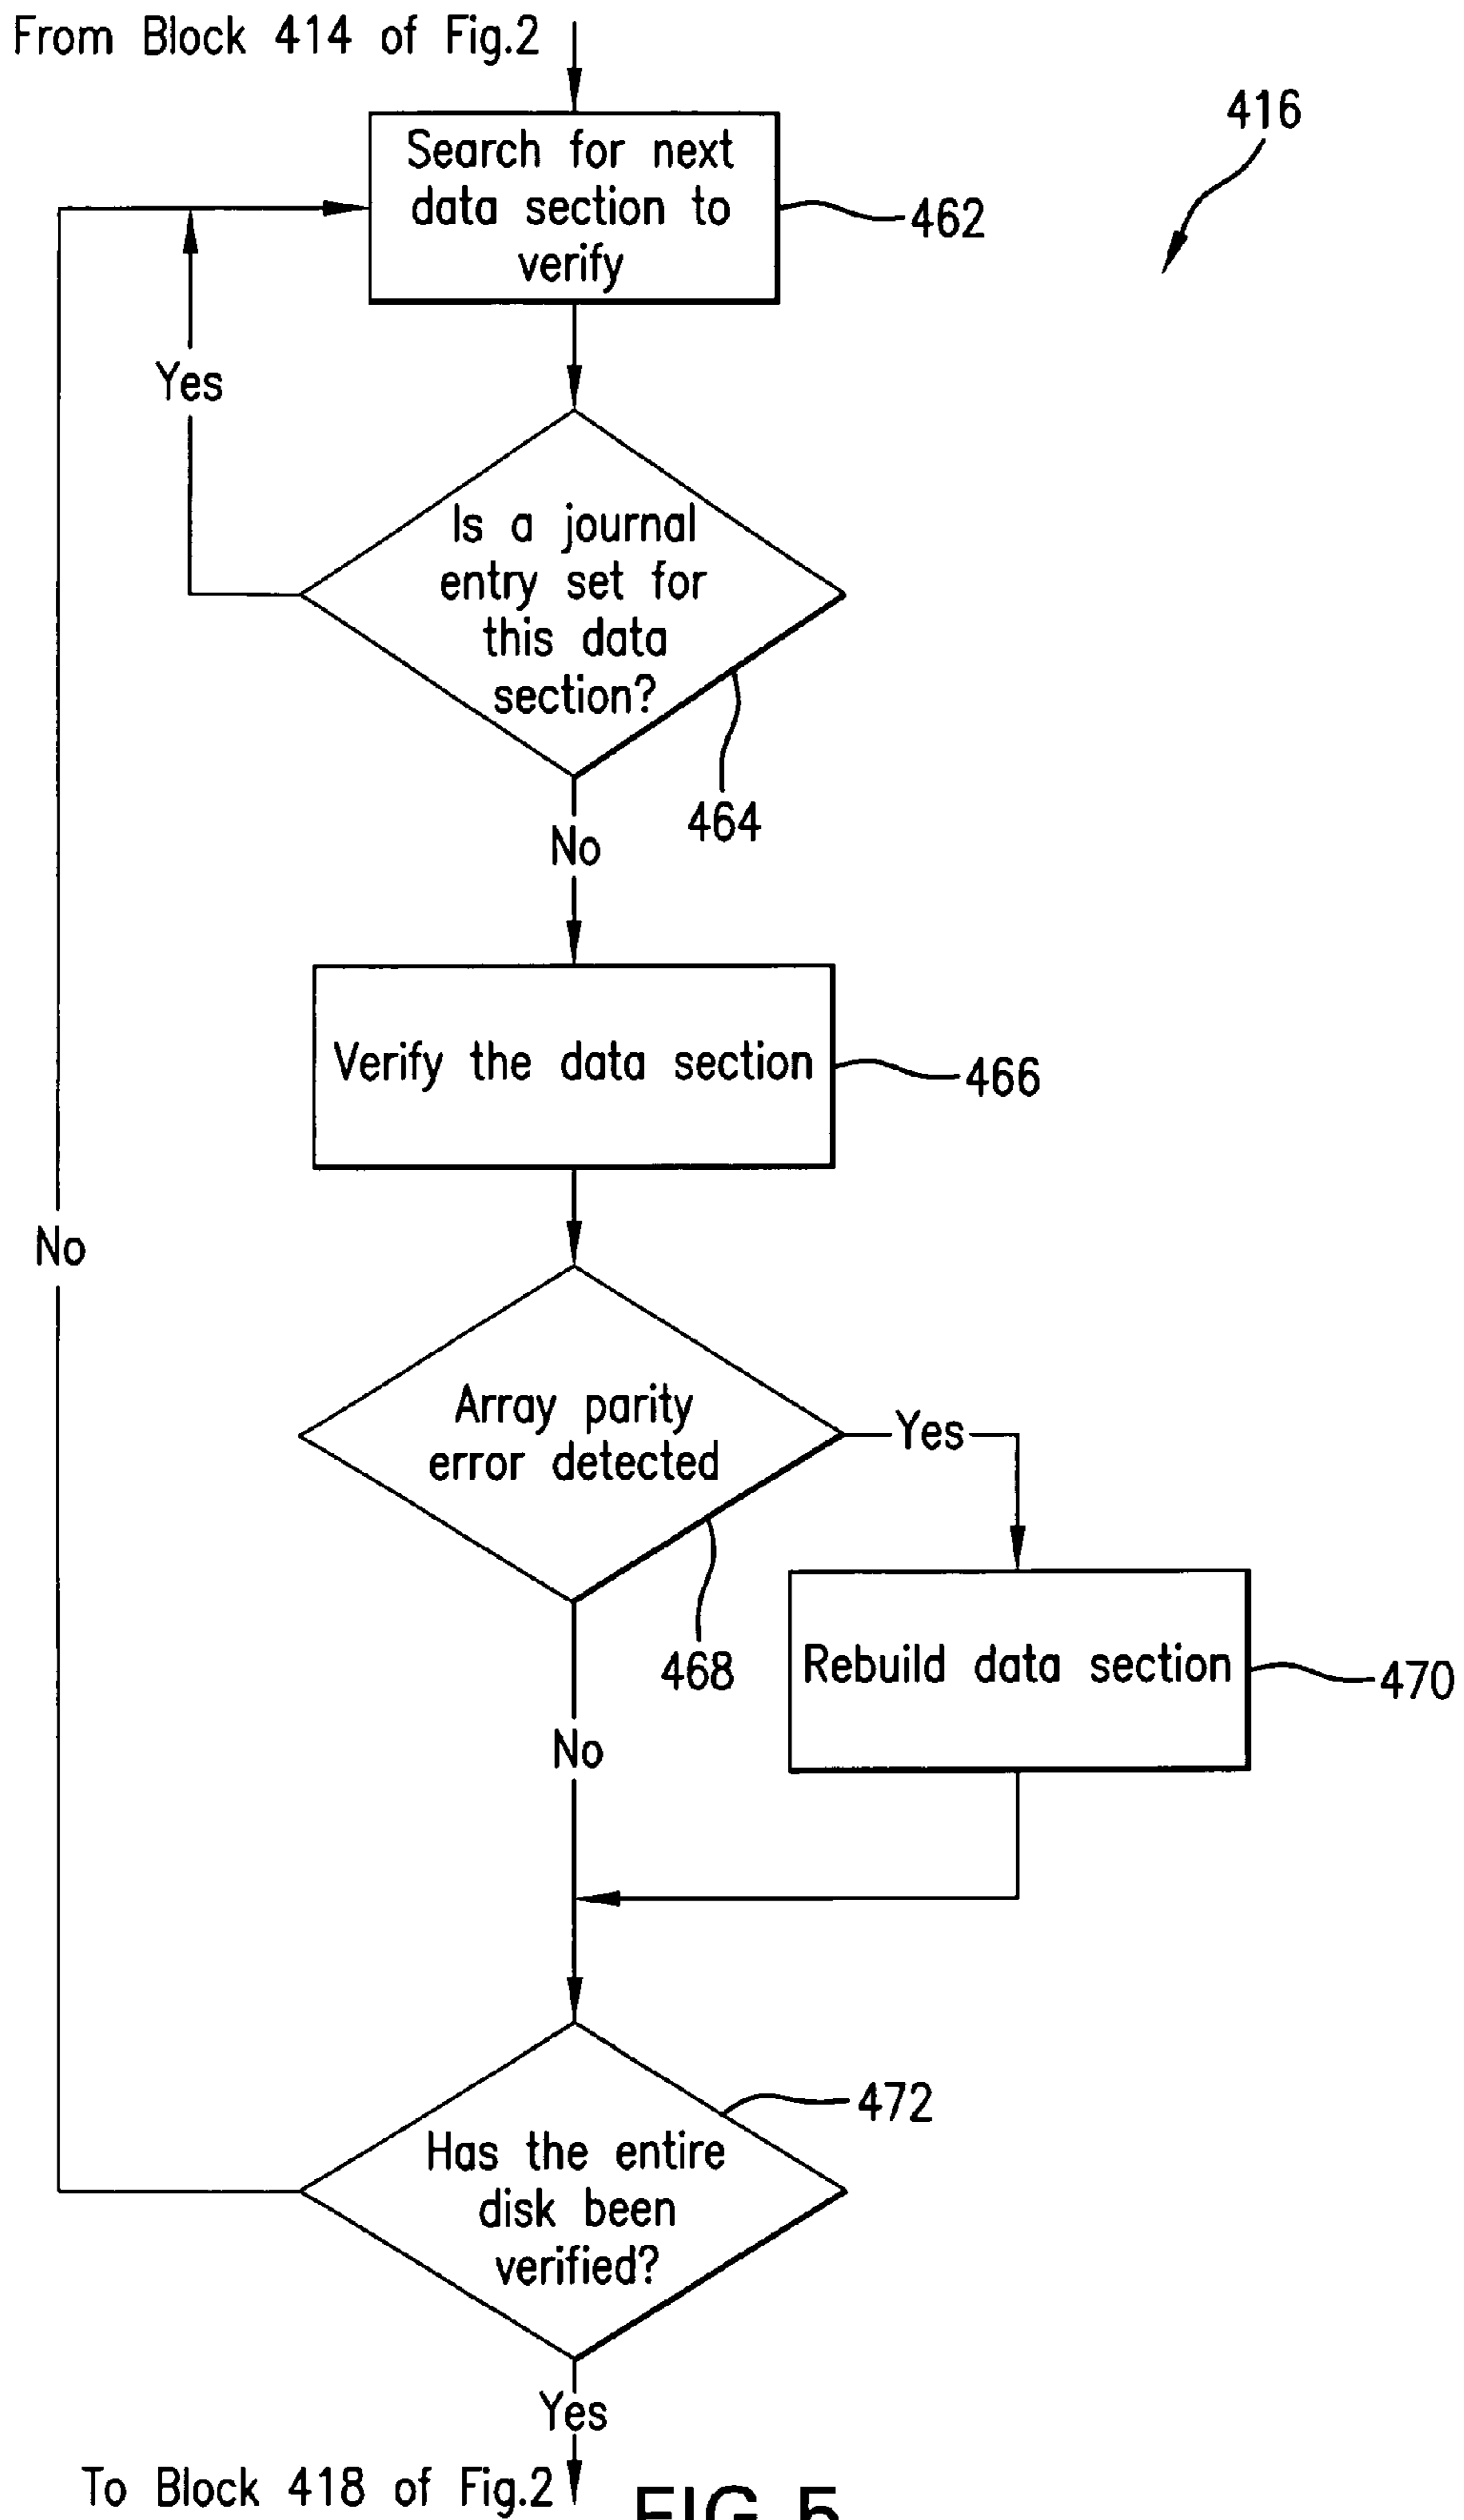 From Block 414 of Fig.2
416
Search for next
data section to
verify
462
Yes
Is a journal
entry set for
this data
section?
464
No
Verify the data section
466
No
Array parity
error detected
Yes
468
Rebuild data section
470
No
472
Has the entire
disk been
verified?
Yes
To Block 418 of Fig.2
FIG.5